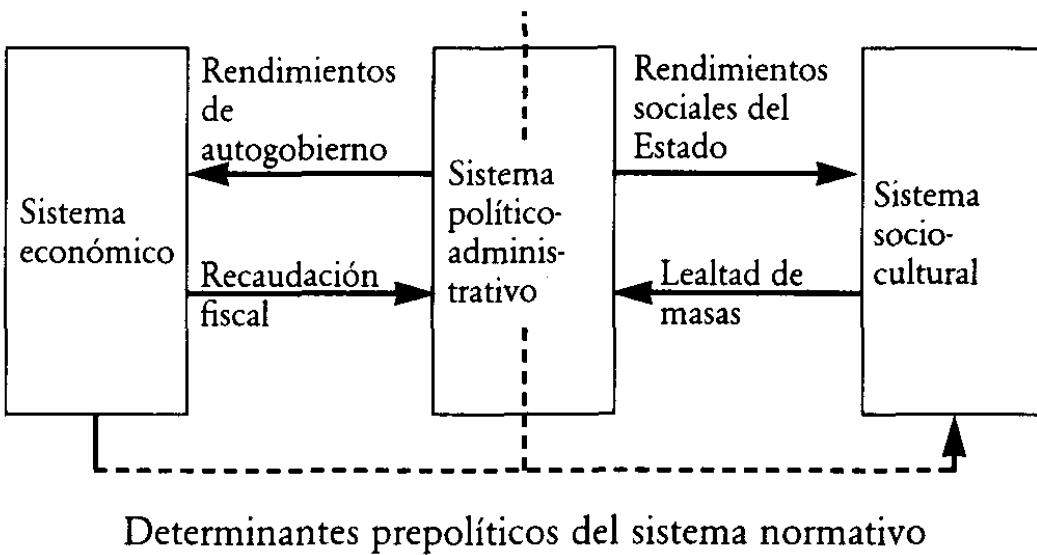 Rendimientos
de
autogobierno
Rendimientos
sociales del
Estado
Sistema
económico
Sistema
político-
adminis-
trativo
Sistema
socio-
cultural
Recaudación
fiscal
Lealtad de
masas
Determinantes prepolíticos del sistema normativo